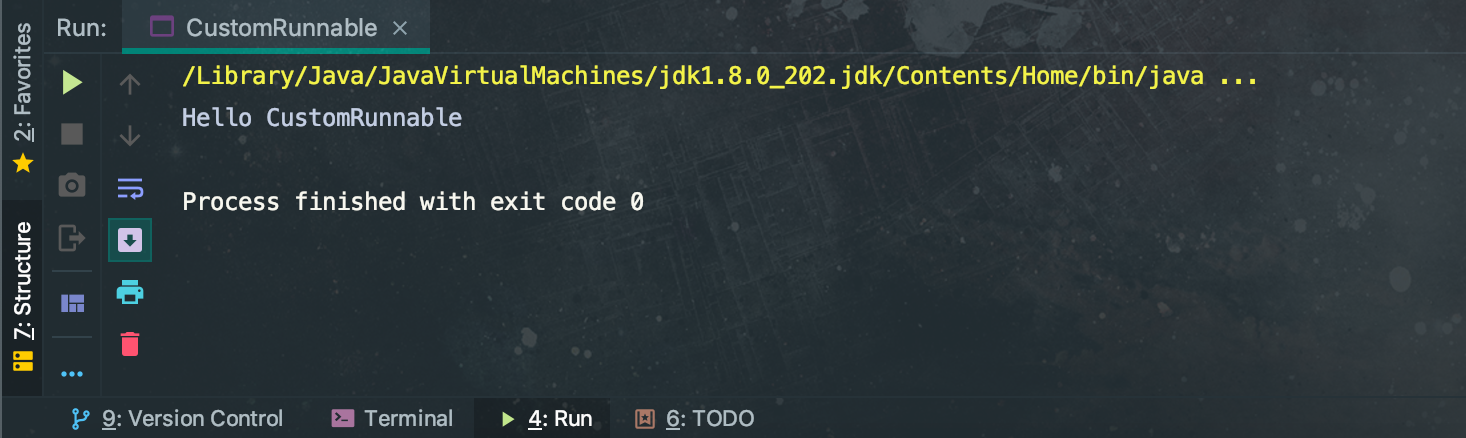 Run: CustomRunnable ×
2: Favorites
/Library/Java/JavaVirtualMachines/jdk1.8.0_202.jdk/Contents/Home/bin/java ...
Hello CustomRunnable
Process finished with exit code 0
7: Structure
9: Version Control Terminal 4: Run 6: TODO